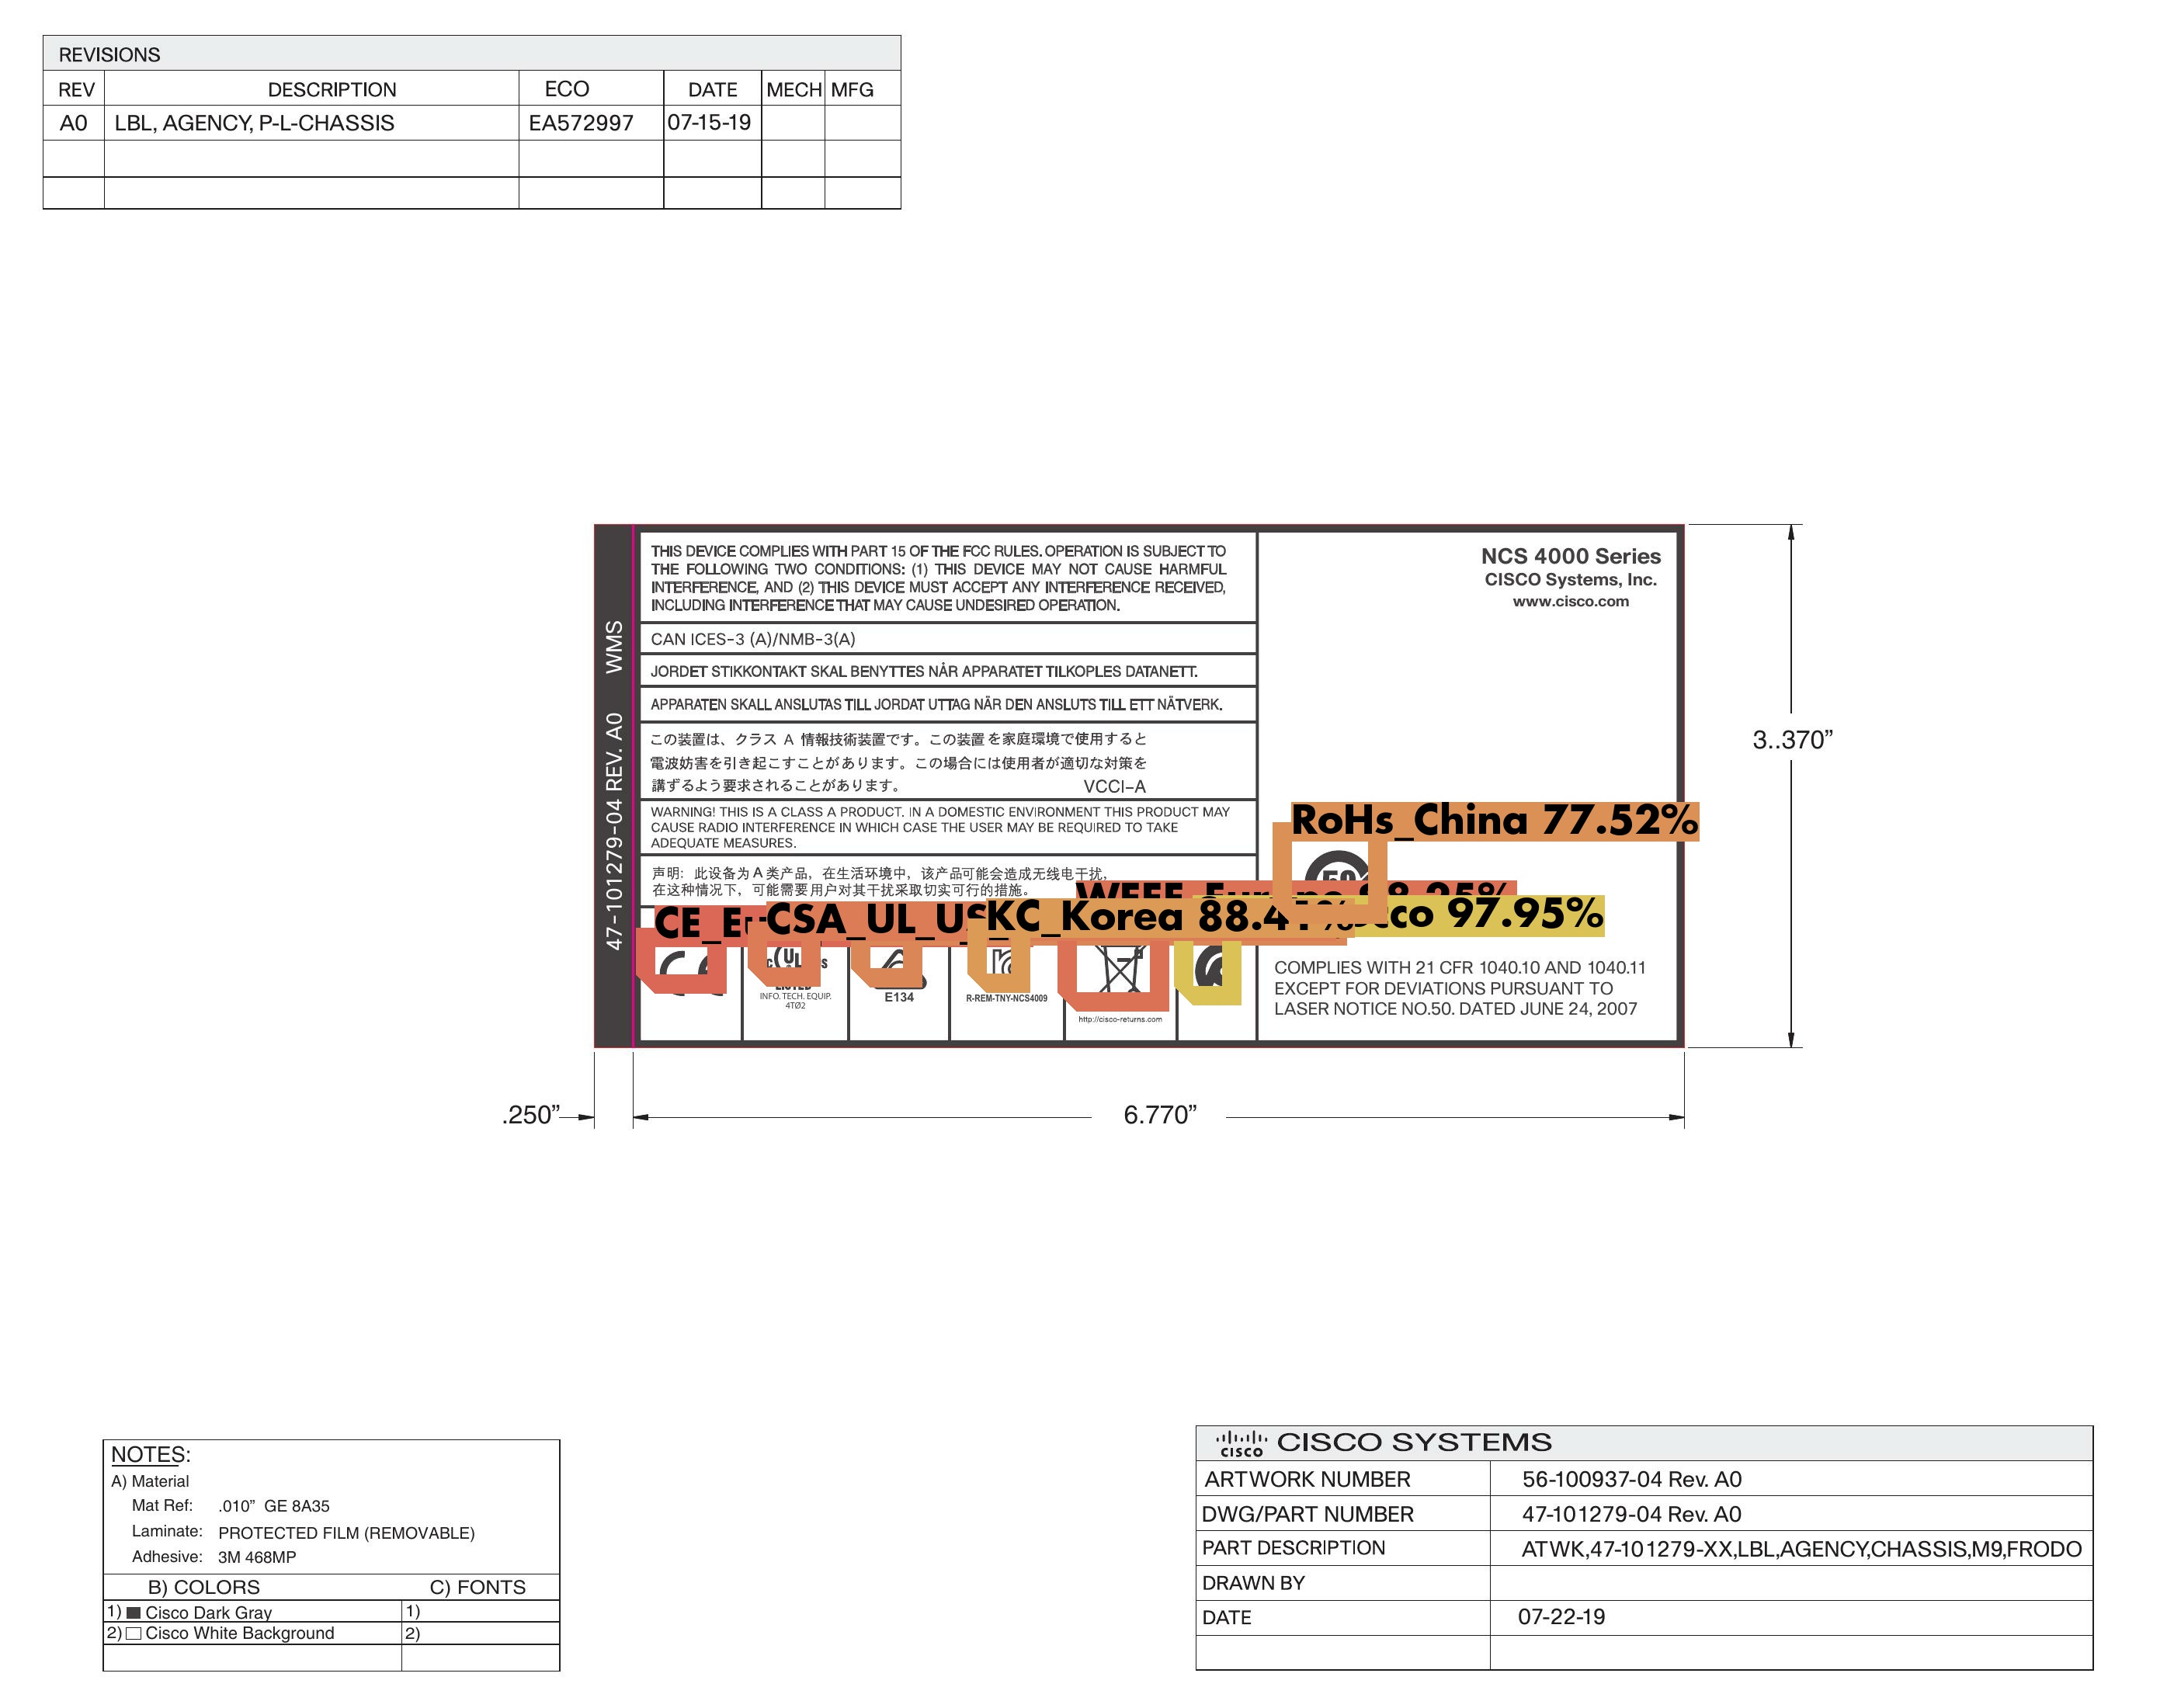 REVISIONS
REV DESCRIPTION ECO DATE MECH MFG
A0 LBL, AGENCY, P-L-CHASSIS EA572997 07-15-19
47-101279-04 REV. A0 WMS
THIS DEVICE COMPLIES WITH PART 15 OF THE FCC RULES. OPERATION IS SUBJECT TO
THE FOLLOWING TWO CONDITIONS: (1) THIS DEVICE MAY NOT CAUSE HARMFUL
INTERFERENCE, AND (2) THIS DEVICE MUST ACCEPT ANY INTERFERENCE RECEIVED,
INCLUDING INTERFERENCE THAT MAY CAUSE UNDESIRED OPERATION.
CAN ICES-3 (A)/NMB-3(A)
JORDET STIKKONTAKT SKAL BENYTTES NÅR APPARATET TILKOPLES DATANETT.
APPARATEN SKALL ANSLUTAS TILL JORDAT UTTAG NÄR DEN ANSLUTS TILL ETT NÄTVERK.
この装置は、クラス A 情報技術装置です。この装置を家庭環境で使用すると
電波妨害を引き起こすことがあります。この場合には使用者が適切な対策を
講ずるよう要求されることがあります。 VCCI-A
WARNING! THIS IS A CLASS A PRODUCT. IN A DOMESTIC ENVIRONMENT THIS PRODUCT MAY
CAUSE RADIO INTERFERENCE IN WHICH CASE THE USER MAY BE REQUIRED TO TAKE
ADEQUATE MEASURES.
声明：此设备为 A 类产品，在生活环境中，该产品可能会造成无线电干扰，
在这种情况下，可能需要用户对其干扰采取切实可行的措施。
NCS 4000 Series
CISCO Systems, Inc.
www.cisco.com
RoHs_China 77.52%
50
CSA_UL_U KC_Korea 97.95%
C UL US
INFO. TECH. EQUIP.
4TØ2
E134
R-REM-TNY-NCS4009
http://cisco-returns.com
COMPLIES WITH 21 CFR 1040.10 AND 1040.11
EXCEPT FOR DEVIATIONS PURSUANT TO
LASER NOTICE NO.50. DATED JUNE 24, 2007
3..370”
.250”
6.770”
NOTES:
A) Material
Mat Ref: .010” GE 8A35
Laminate: PROTECTED FILM (REMOVABLE)
Adhesive: 3M 468MP
B) COLORS C) FONTS
1) Cisco Dark Gray 1)
2) Cisco White Background 2)
CISCO CISCO SYSTEMS
ARTWORK NUMBER 56-100937-04 Rev. A0
DWG/PART NUMBER 47-101279-04 Rev. A0
PART DESCRIPTION ATWK,47-101279-XX,LBL,AGENCY,CHASSIS,M9,FRODO
DRAWN BY
DATE 07-22-19